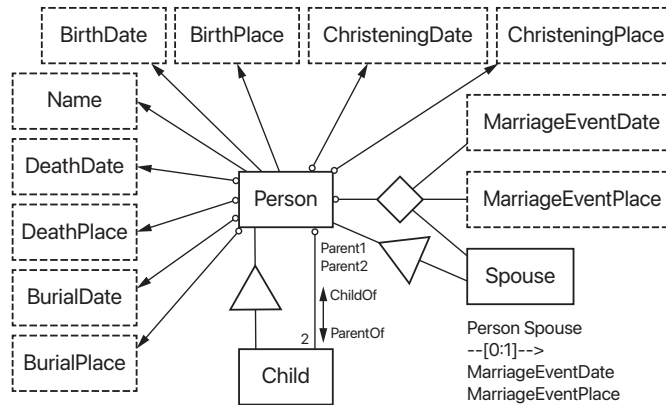 BirthDate
BirthPlace
ChristeningDate
ChristeningPlace
Name
MarriageEventDate
DeathDate
Person
MarriageEventPlace
DeathPlace
Parent1
Parent2
Spouse
BurialDate
ChildOf
ParentOf
BurialPlace
2
Child
Person Spouse
--[0:1]-->
MarriageEventDate
MarriageEventPlace